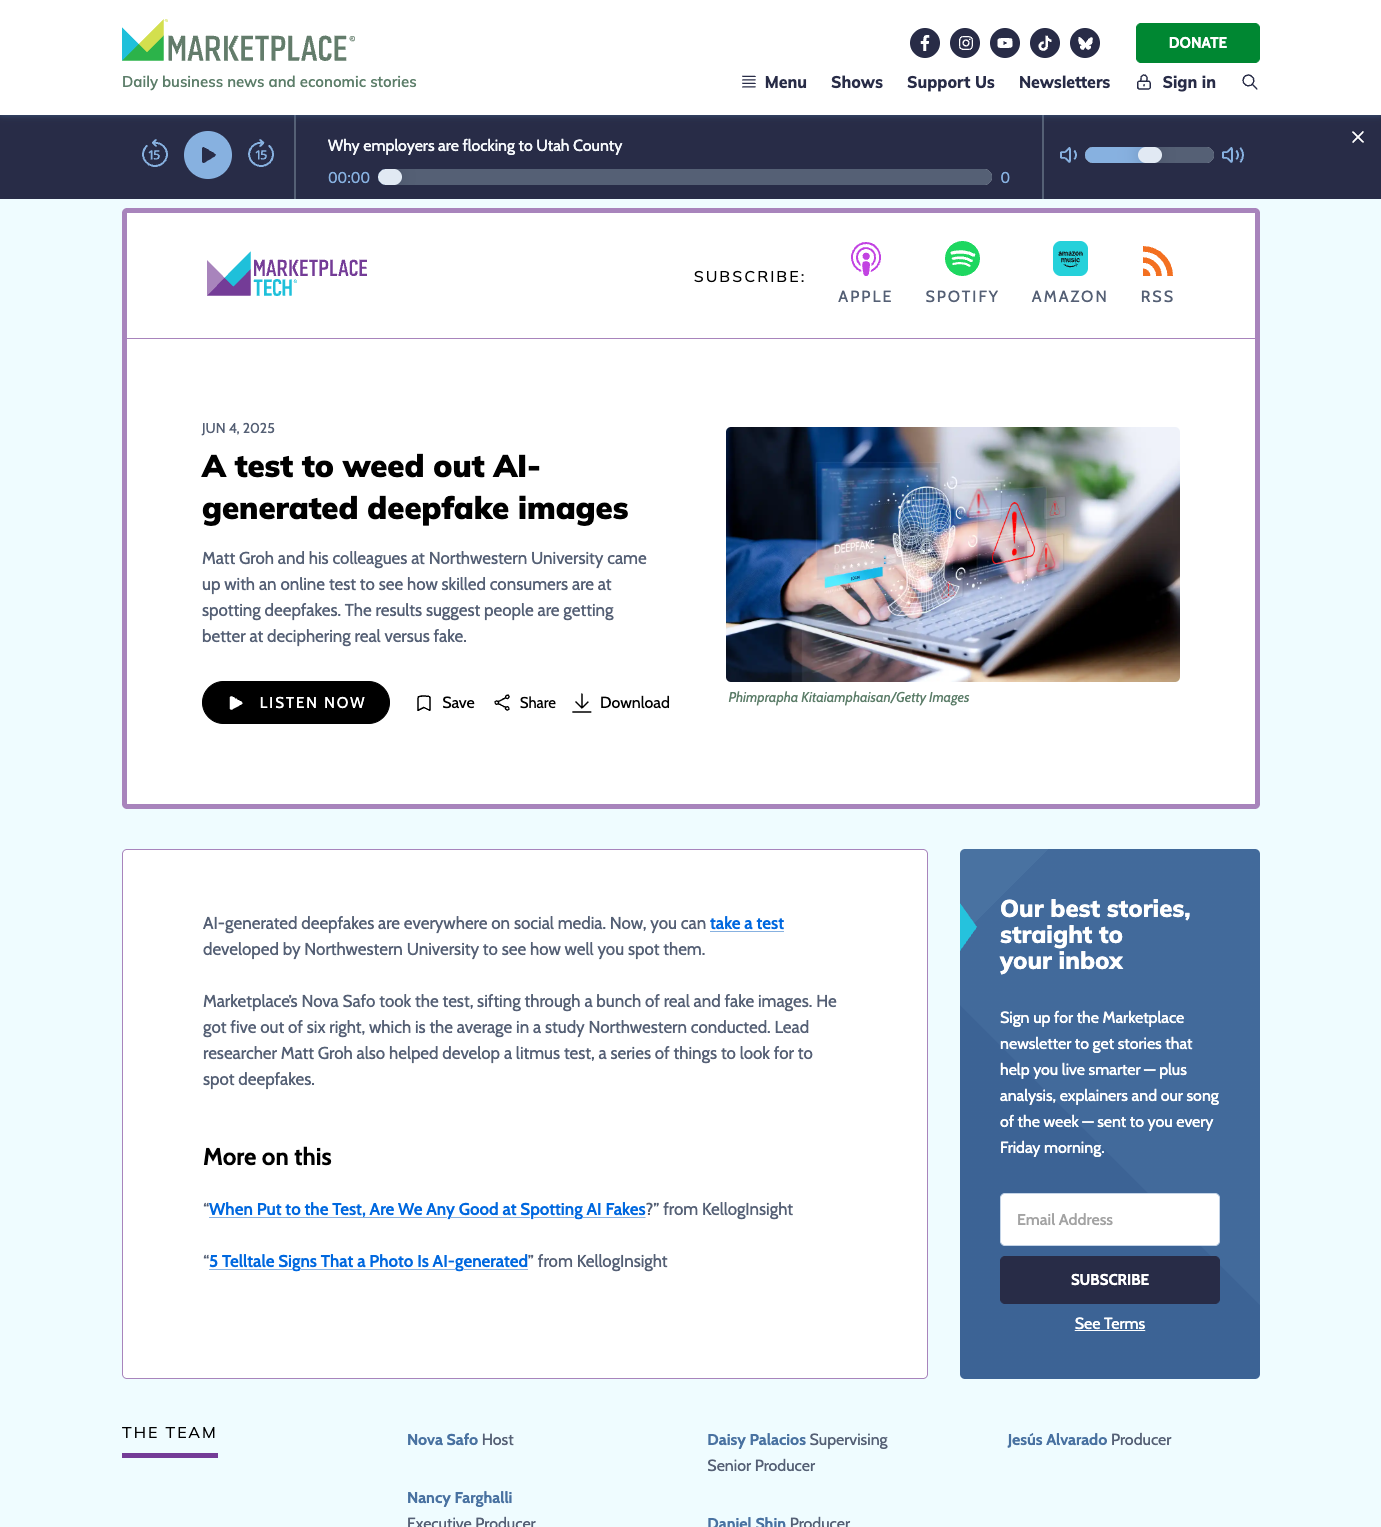 MARKETPLACE®
Daily business news and economic stories
DONATE
Menu Shows Support Us Newsletters Sign in
15 15
Why employers are flocking to Utah County
00:00 0
MARKETPLACE
TECH®
SUBSCRIBE:
APPLE SPOTIFY AMAZON RSS
amazon
music
JUN 4, 2025
A test to weed out AI-
generated deepfake images
Matt Groh and his colleagues at Northwestern University came
up with an online test to see how skilled consumers are at
spotting deepfakes. The results suggest people are getting
better at deciphering real versus fake.
LISTEN NOW Save Share Download
DEEPFAKE
Phimprapha Kitaiamphaisan/Getty Images
AI-generated deepfakes are everywhere on social media. Now, you can take a test
developed by Northwestern University to see how well you spot them.
Marketplace’s Nova Safo took the test, sifting through a bunch of real and fake images. He
got five out of six right, which is the average in a study Northwestern conducted. Lead
researcher Matt Groh also helped develop a litmus test, a series of things to look for to
spot deepfakes.
More on this
“When Put to the Test, Are We Any Good at Spotting AI Fakes?” from KellogInsight
“5 Telltale Signs That a Photo Is AI-generated” from KellogInsight
Our best stories,
straight to
your inbox
Sign up for the Marketplace
newsletter to get stories that
help you live smarter — plus
analysis, explainers and our song
of the week — sent to you every
Friday morning.
Email Address
SUBSCRIBE
See Terms
THE TEAM
Nova Safo Host
Nancy Farghalli
Executive Producer
Daisy Palacios Supervising
Senior Producer
Daniel Shin Producer
Jesús Alvarado Producer